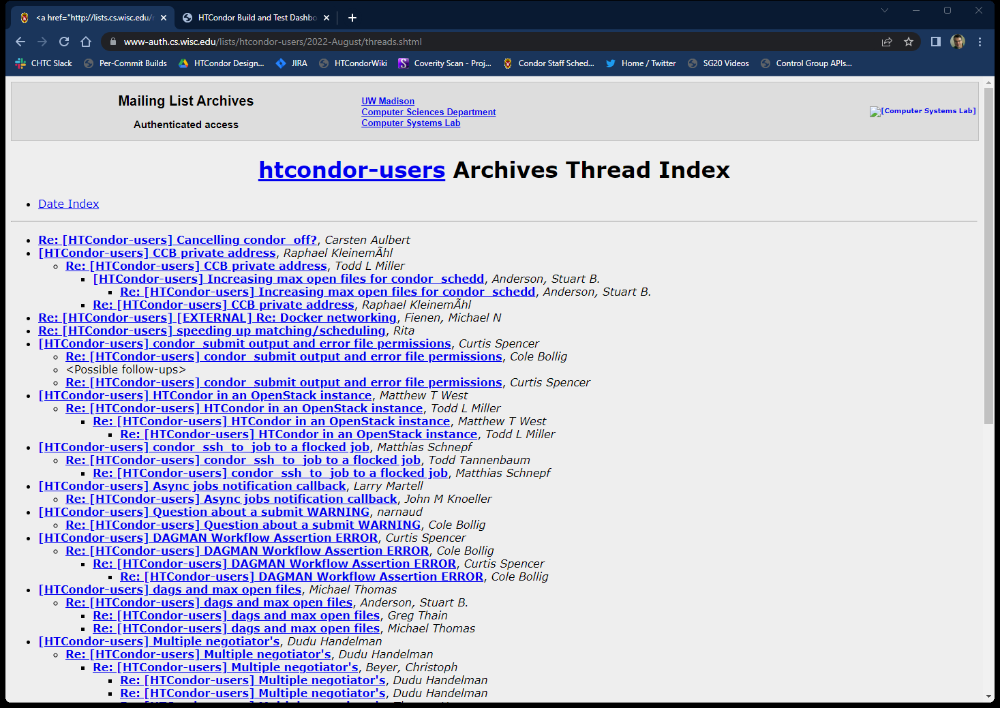 <a href="http://lists.cs.wisc.edu/
HTCondor Build and Test Dashbo
www-auth.cs.wisc.edu/lists/htcondor-users/2022-August/threads.shtml
CHTC Slack Per-Commit Builds HTCondor Design... JIRA HTCondorWiki Coverity Scan - Proj... Condor Staff Sched... Home / Twitter SG20 Videos Control Group APIs...
Mailing List Archives
Authenticated access
UW Madison
Computer Sciences Department
Computer Systems Lab
[Computer Systems Lab]
htcondor-users Archives Thread Index
Date Index
Re: [HTCondor-users] Cancelling condor_off?, Carsten Aulbert
[HTCondor-users] CCB private address, Raphael KleinemÃhl
Re: [HTCondor-users] CCB private address, Todd L Miller
[HTCondor-users] Increasing max open files for condor_schedd, Anderson, Stuart B.
Re: [HTCondor-users] Increasing max open files for condor_schedd, Anderson, Stuart B.
Re: [HTCondor-users] CCB private address, Raphael KleinemÃhl
Re: [HTCondor-users] [EXTERNAL] Re: Docker networking, Fienen, Michael N
Re: [HTCondor-users] speeding up matching/scheduling, Rita
[HTCondor-users] condor_submit output and error file permissions, Curtis Spencer
Re: [HTCondor-users] condor_submit output and error file permissions, Cole Bollig
<Possible follow-ups>
Re: [HTCondor-users] condor_submit output and error file permissions, Curtis Spencer
[HTCondor-users] HTCondor in an OpenStack instance, Matthew T West
Re: [HTCondor-users] HTCondor in an OpenStack instance, Todd L Miller
Re: [HTCondor-users] HTCondor in an OpenStack instance, Matthew T West
Re: [HTCondor-users] HTCondor in an OpenStack instance, Todd L Miller
[HTCondor-users] condor_ssh_to_job to a flocked job, Matthias Schnepf
Re: [HTCondor-users] condor_ssh_to_job to a flocked job, Todd Tannenbaum
Re: [HTCondor-users] condor_ssh_to_job to a flocked job, Matthias Schnepf
[HTCondor-users] Async jobs notification callback, Larry Martell
Re: [HTCondor-users] Async jobs notification callback, John M Knoeller
[HTCondor-users] Question about a submit WARNING, narnaud
Re: [HTCondor-users] Question about a submit WARNING, Cole Bollig
[HTCondor-users] DAGMAN Workflow Assertion ERROR, Curtis Spencer
Re: [HTCondor-users] DAGMAN Workflow Assertion ERROR, Cole Bollig
Re: [HTCondor-users] DAGMAN Workflow Assertion ERROR, Curtis Spencer
Re: [HTCondor-users] DAGMAN Workflow Assertion ERROR, Cole Bollig
[HTCondor-users] dags and max open files, Michael Thomas
Re: [HTCondor-users] dags and max open files, Anderson, Stuart B.
Re: [HTCondor-users] dags and max open files, Greg Thain
Re: [HTCondor-users] dags and max open files, Michael Thomas
[HTCondor-users] Multiple negotiator's, Dudu Handelman
Re: [HTCondor-users] Multiple negotiator's, Dudu Handelman
Re: [HTCondor-users] Multiple negotiator's, Beyer, Christoph
Re: [HTCondor-users] Multiple negotiator's, Dudu Handelman
Re: [HTCondor-users] Multiple negotiator's, Dudu Handelman